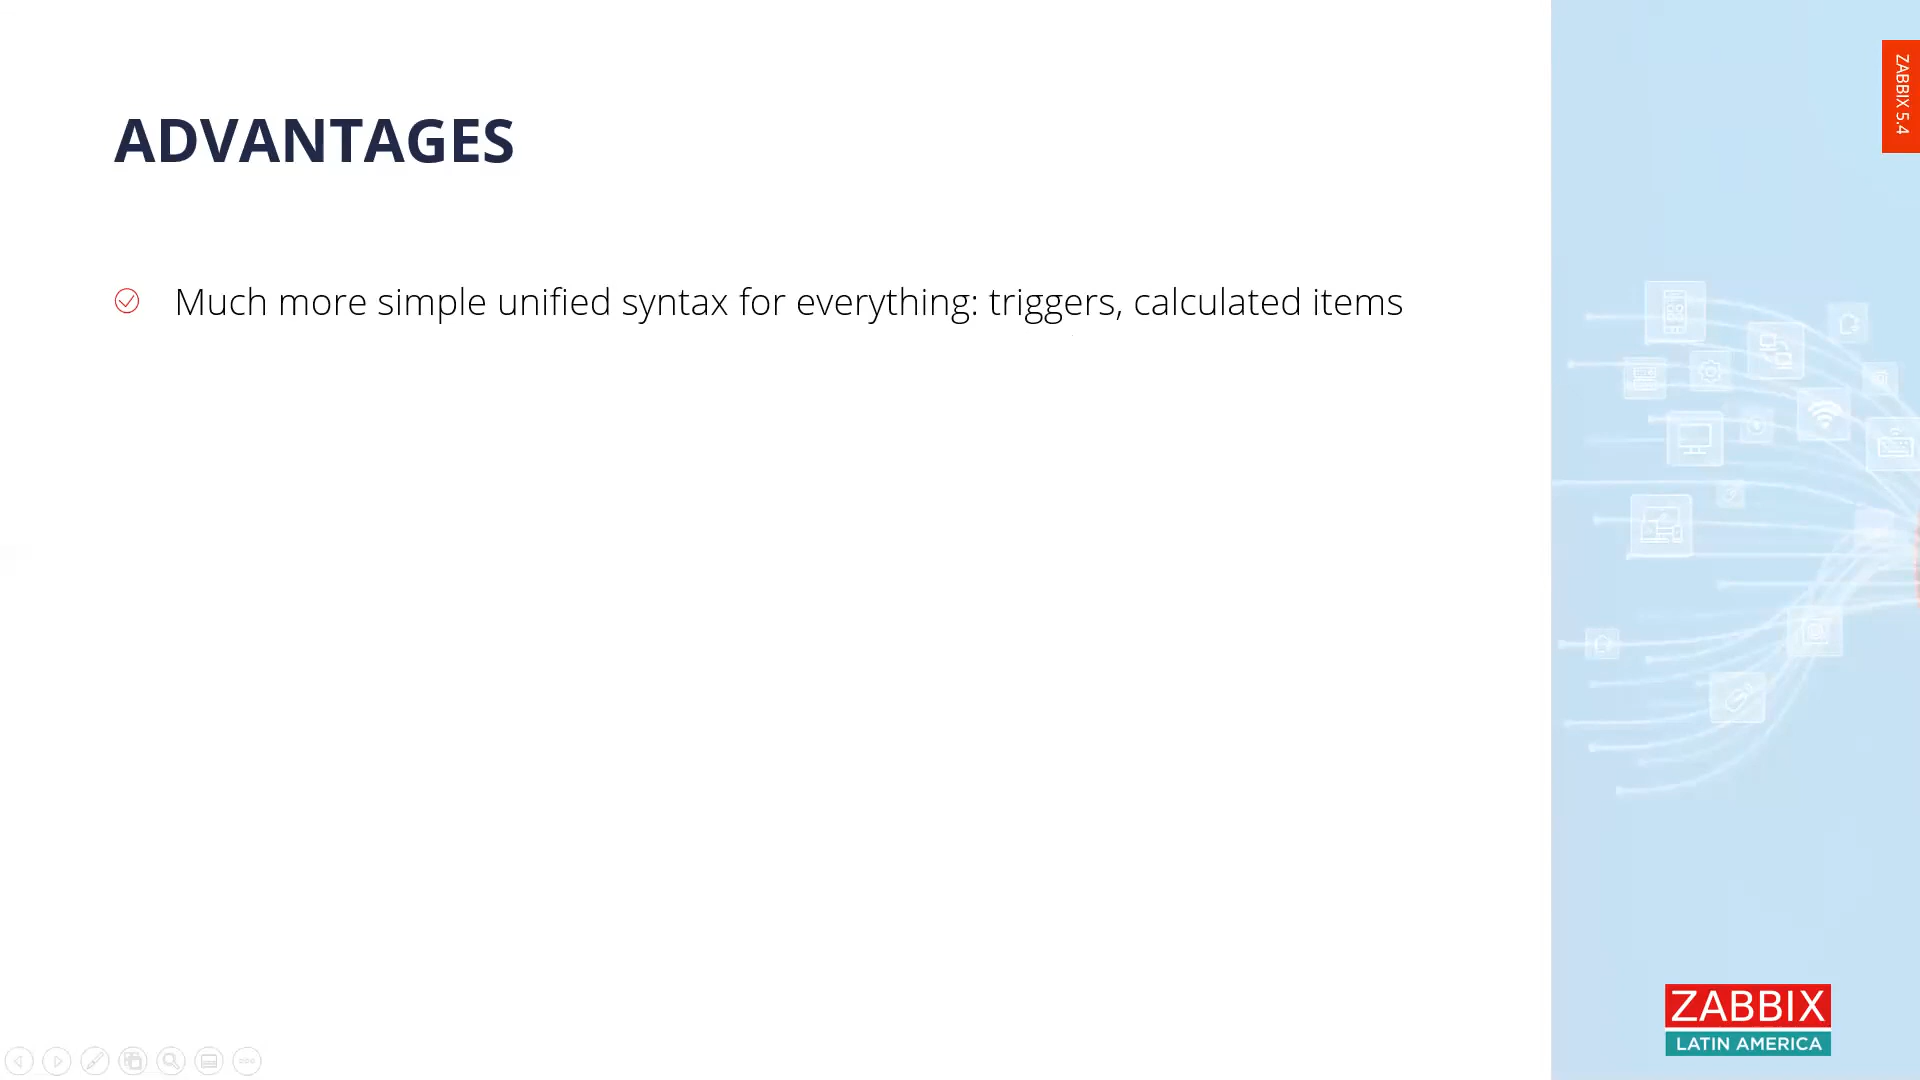 ZABBIX 5.4
ADVANTAGES
Much more simple unified syntax for everything: triggers, calculated items
ZABBIX
LATIN AMERICA